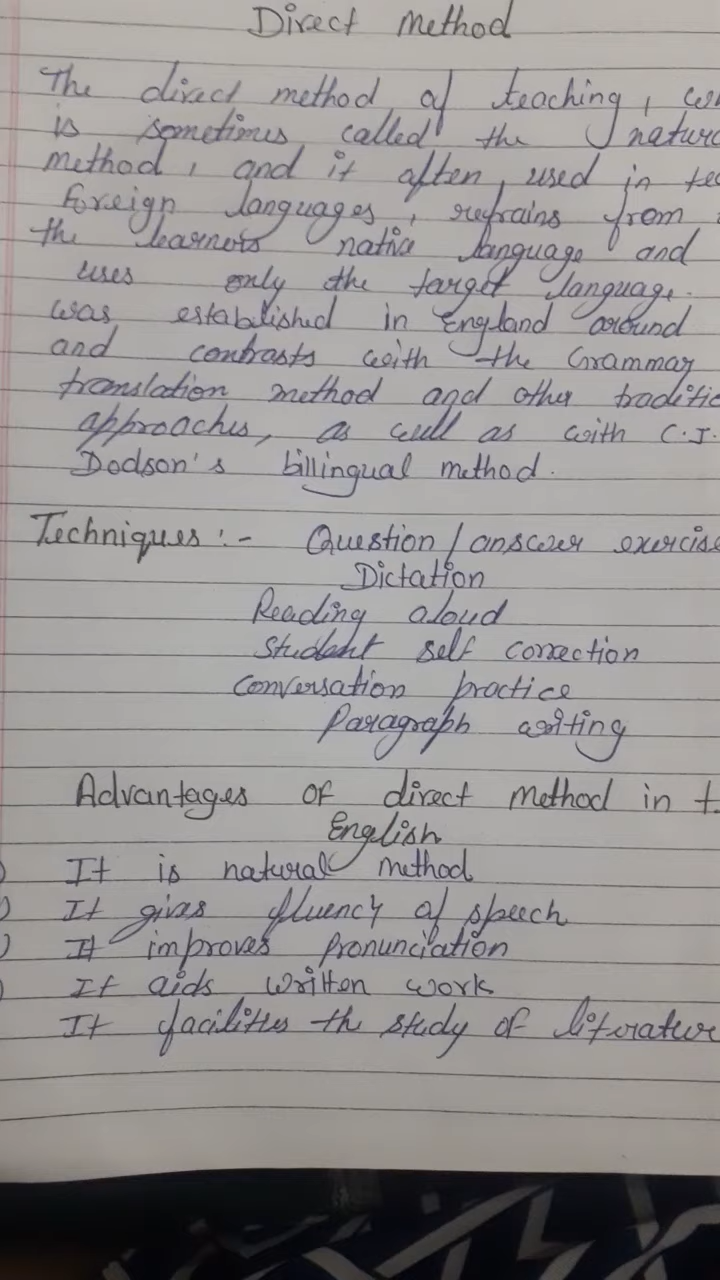 Direct Method
The direct method of teaching, w
is sometimes called the natura
method, and it often, used in te
foreign languages, refrains from
the learners native language and
uses only the target language.
was established in England around
and contrasts with the Grammar
translation method and other traditio
approaches, as well as with C.J.
Dodson's billingual method.
Techniques :- Question / answer exercise
Dictation
Reading aloud
Student self correction
Conversation practice
Paragraph writing
Advantages of direct method in t
English
It is natural method
It gives fluency of speech
It improves pronunciation
It aids written work
It facilities the study of literature